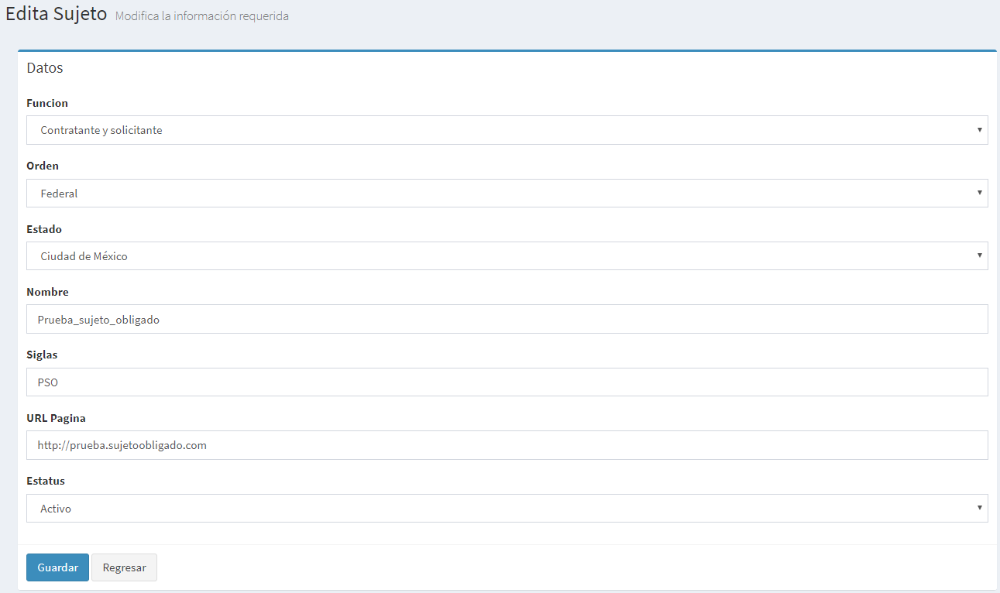 Edita Sujeto Modifica la información requerida
Datos
Funcion
Contratante y solicitante
Orden
Federal
Estado
Ciudad de México
Nombre
Prueba_sujeto_obligado
Siglas
PSO
URL Pagina
http://prueba.sujetoobligado.com
Estatus
Activo
Guardar Regresar